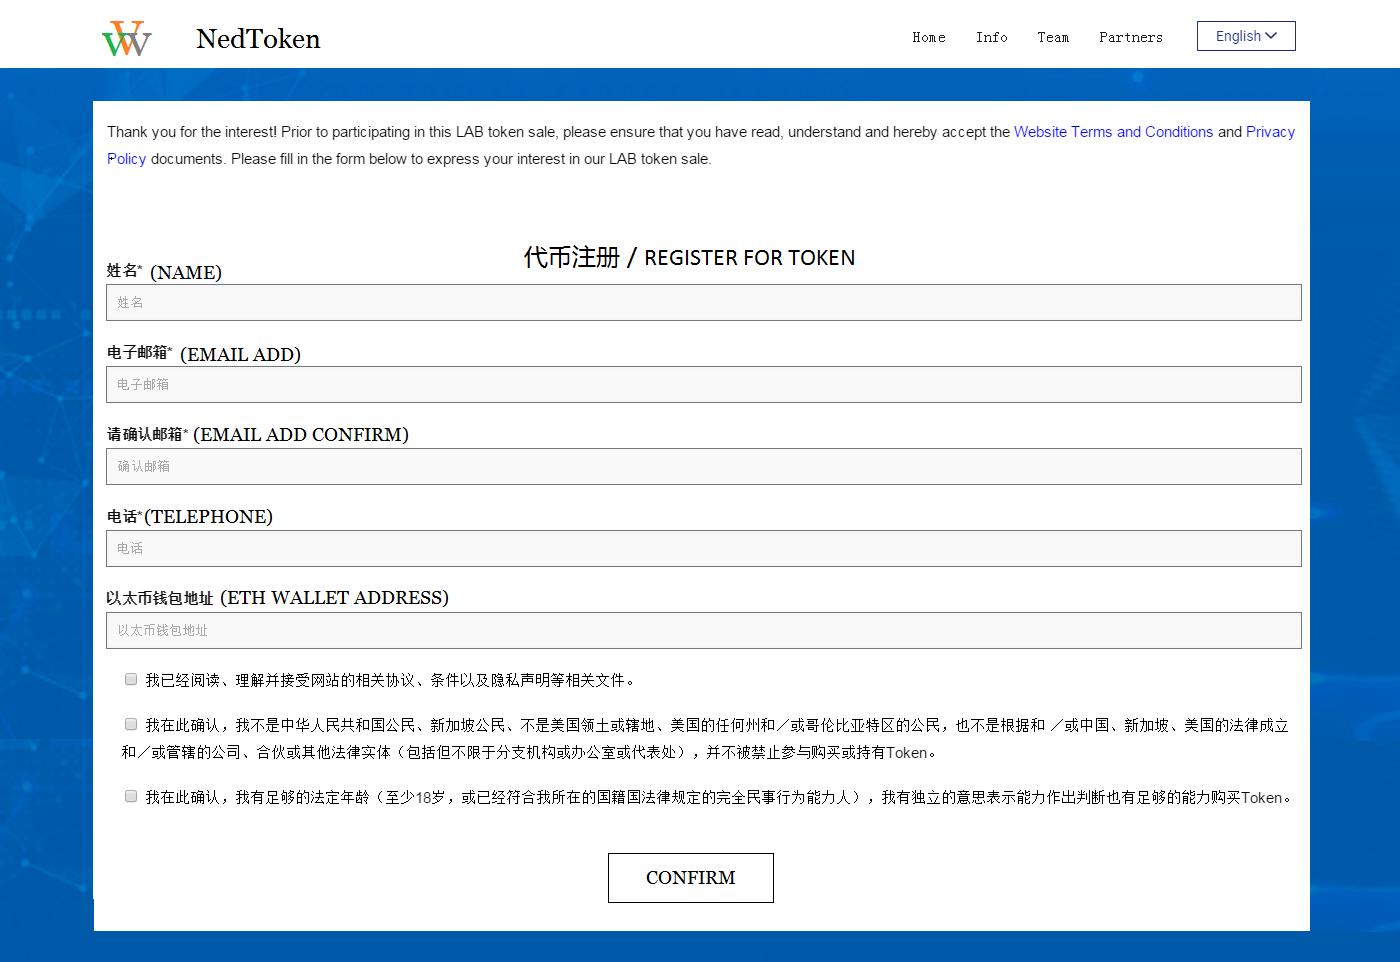 NedToken
Home Info Team Partners English
Thank you for the interest! Prior to participating in this LAB token sale, please ensure that you have read, understand and hereby accept the Website Terms and Conditions and Privacy
Policy documents. Please fill in the form below to express your interest in our LAB token sale.
代币注册 / REGISTER FOR TOKEN
姓名* (NAME)
姓名
电子邮箱* (EMAIL ADD)
电子邮箱
请确认邮箱* (EMAIL ADD CONFIRM)
确认邮箱
电话*(TELEPHONE)
电话
以太币钱包地址 (ETH WALLET ADDRESS)
以太币钱包地址
我已经阅读、理解并接受网站的相关协议、条件以及隐私声明等相关文件。
我在此确认，我不是中华人民共和国公民、新加坡公民、不是美国领土或辖地、美国的任何州和／或哥伦比亚特区的公民，也不是根据和 ／或中国、新加坡、美国的法律成立
和／或管辖的公司、合伙或其他法律实体（包括但不限于分支机构或办公室或代表处），并不被禁止参与购买或持有Token。
我在此确认，我有足够的法定年龄（至少18岁，或已经符合我所在的国籍国法律规定的完全民事行为能力人），我有独立的意思表示能力作出判断也有足够的能力购买Token。
CONFIRM